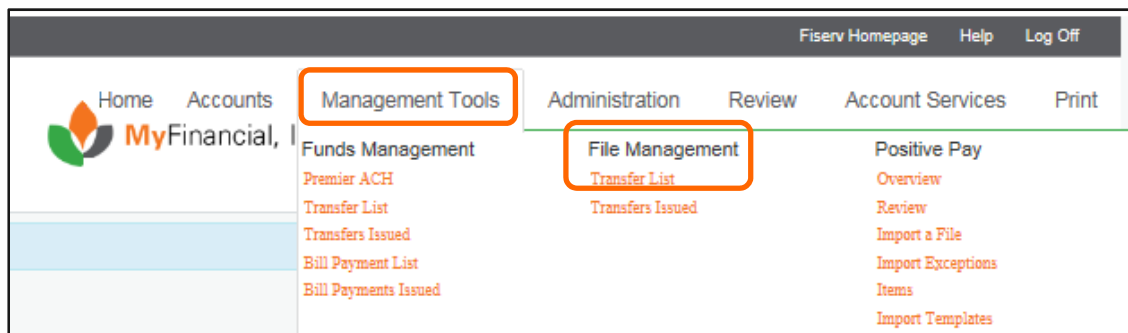 Fiserv Homepage Help Log Off
Home Accounts Management Tools Administration Review Account Services Print
MyFinancial, I
Funds Management File Management Positive Pay
Premier ACH Transfer List Overview
Transfer List Transfers Issued Review
Transfers Issued Import a File
Bill Payment List Import Exceptions
Bill Payments Issued Items
Import Templates